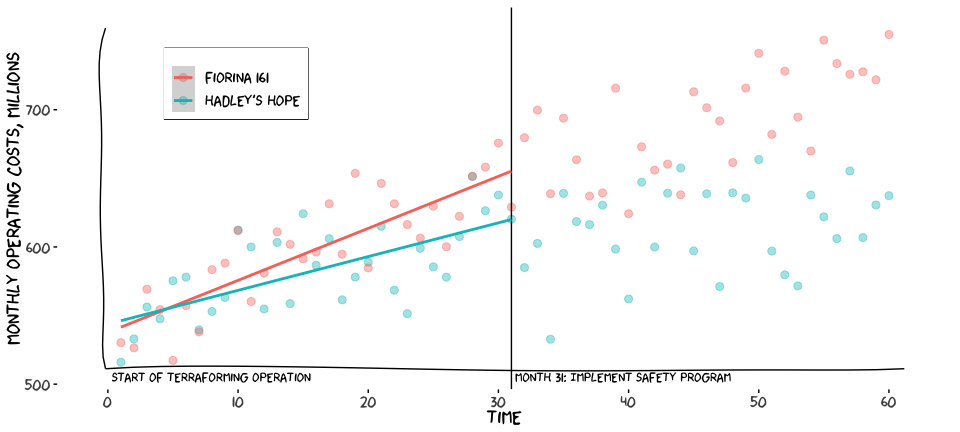 MONTHLY OPERATING COSTS, MILLIONS
FIORINA 161
HADLEY'S HOPE
700
600
500
START OF TERRAFORMING OPERATION
MONTH 31: IMPLEMENT SAFETY PROGRAM
0 10 20 30 40 50 60
TIME